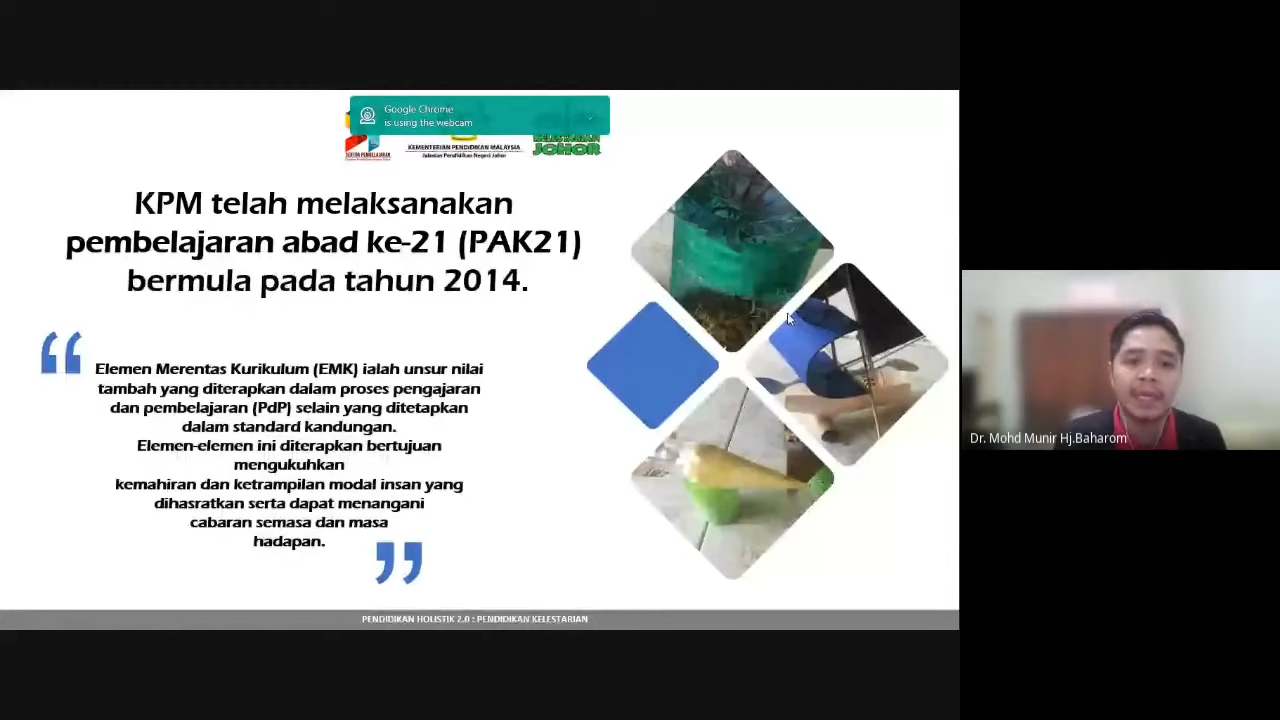 Google Chrome
is using the webcam
SEKTOR PEMBELAJARAN
KEMENTERIAN PENDIDIKAN MALAYSIA
Jabatan Pendidikan Negeri Johor
KELESTARIAN
JOHOR
KPM telah melaksanakan
pembelajaran abad ke-21 (PAK21)
bermula pada tahun 2014.
“
Elemen Merentas Kurikulum (EMK) ialah unsur nilai
tambah yang diterapkan dalam proses pengajaran
dan pembelajaran (PdP) selain yang ditetapkan
dalam standard kandungan.
Elemen-elemen ini diterapkan bertujuan
mengukuhkan
kemahiran dan ketrampilan modal insan yang
dihasratkan serta dapat menangani
cabaran semasa dan masa
hadapan.
”
PENDIDIKAN HOLISTIK 2.0 : PENDIDIKAN KELESTARIAN
Dr. Mohd Munir Hj.Baharom